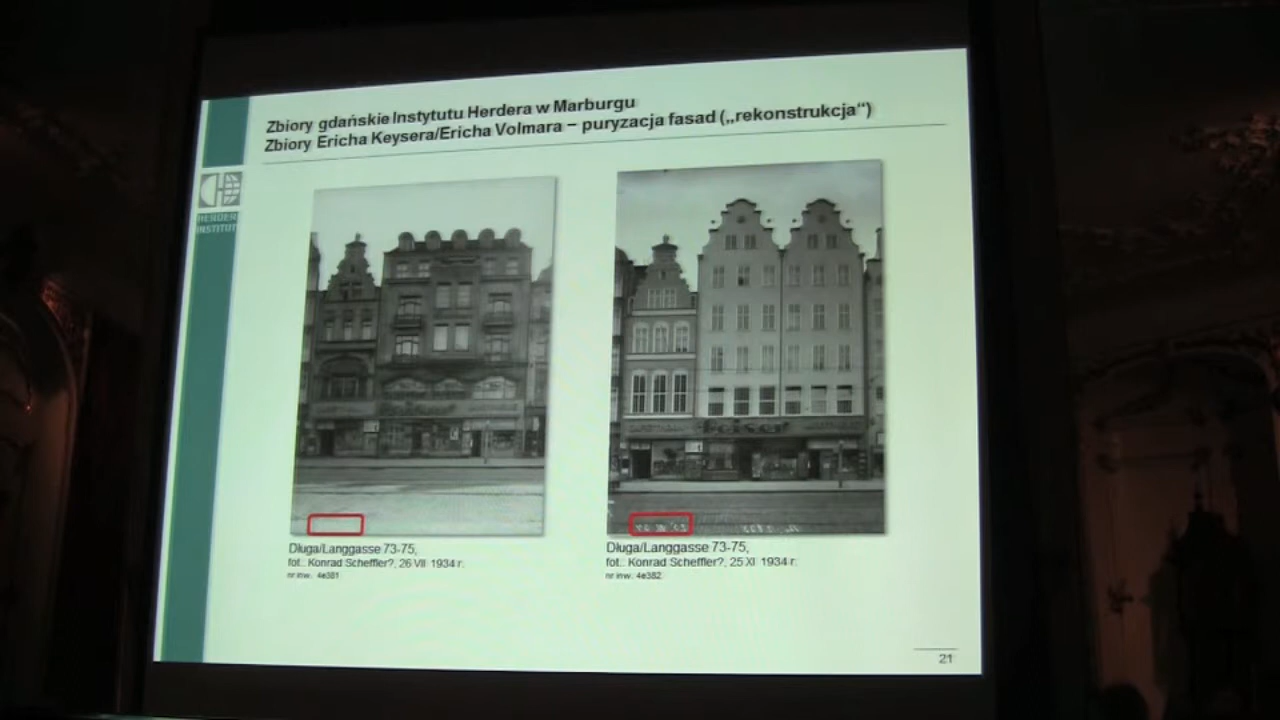 Zbiory gdańskie Instytutu Herdera w Marburgu
Zbiory Ericha Keysera/Ericha Volmara – puryzacja fasad („rekonstrukcja“)
HERDER
INSTITUT
Długa/Langgasse 73-75,
fot.. Konrad Scheffler?, 26 VII 1934 r.
nr inw. 4e381
Długa/Langgasse 73-75,
fot.. Konrad Scheffler?, 25 XI 1934 r.
nr inw. 4e382
21